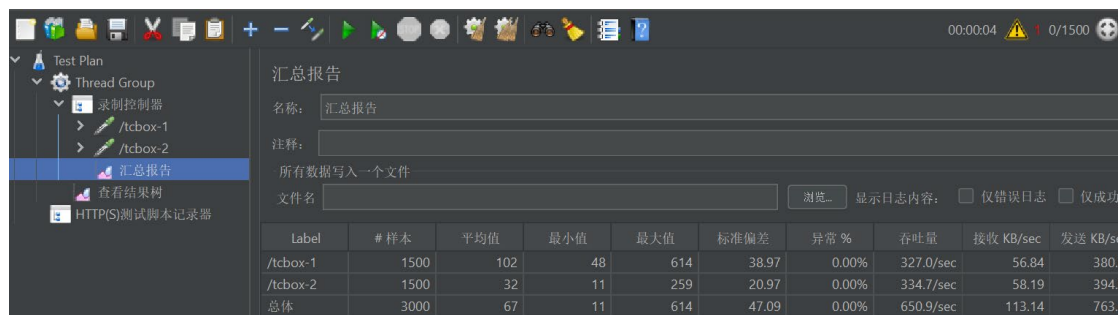 00:00:04 1 0/1500
Test Plan
Thread Group
录制控制器
/tcbox-1
/tcbox-2
汇总报告
查看结果树
HTTP(S)测试脚本记录器
汇总报告
名称： 汇总报告
注释：
所有数据写入一个文件
文件名 浏览... 显示日志内容： 仅错误日志 仅成功
Label # 样本 平均值 最小值 最大值 标准偏差 异常 % 吞吐量 接收 KB/sec 发送 KB/se
/tcbox-1 1500 102 48 614 38.97 0.00% 327.0/sec 56.84 380.
/tcbox-2 1500 32 11 259 20.97 0.00% 334.7/sec 58.19 394.
总体 3000 67 11 614 47.09 0.00% 650.9/sec 113.14 763.